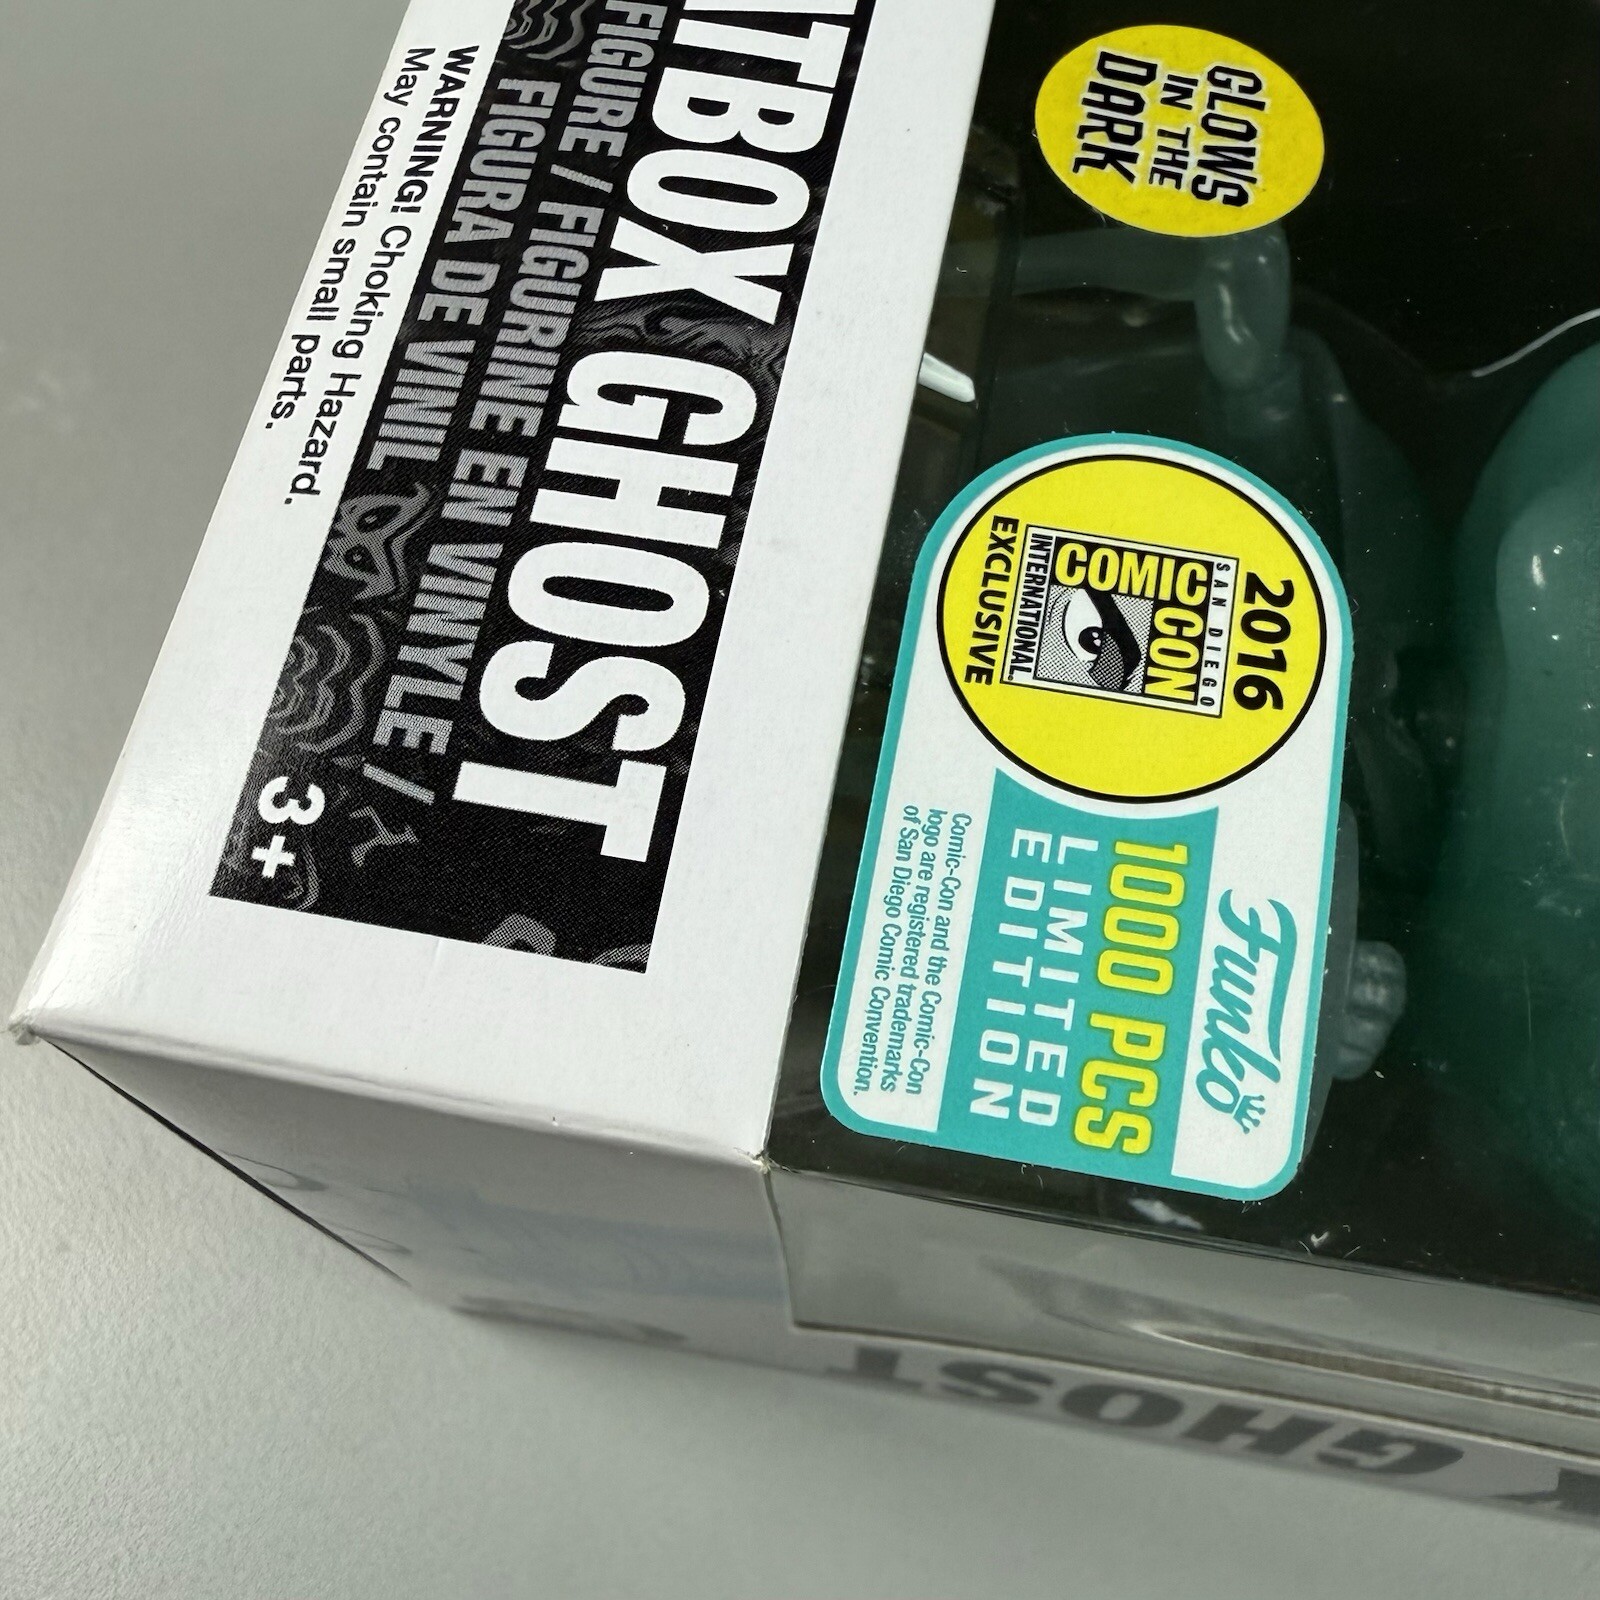 NTBOX GHOST
FIGURE / FIGURINE EN VINYLE /
FIGURA DE VINIL
3+
WARNING! Choking Hazard.
May contain small parts.
GLOWS
IN THE
DARK
2016
SAN DIEGO
COMIC CON
INTERNATIONAL
EXCLUSIVE
Funko
1000 PCS
LIMITED
EDITION
Comic-Con and the Comic-Con
logo are registered trademarks
of San Diego Comic Convention.
GHOST